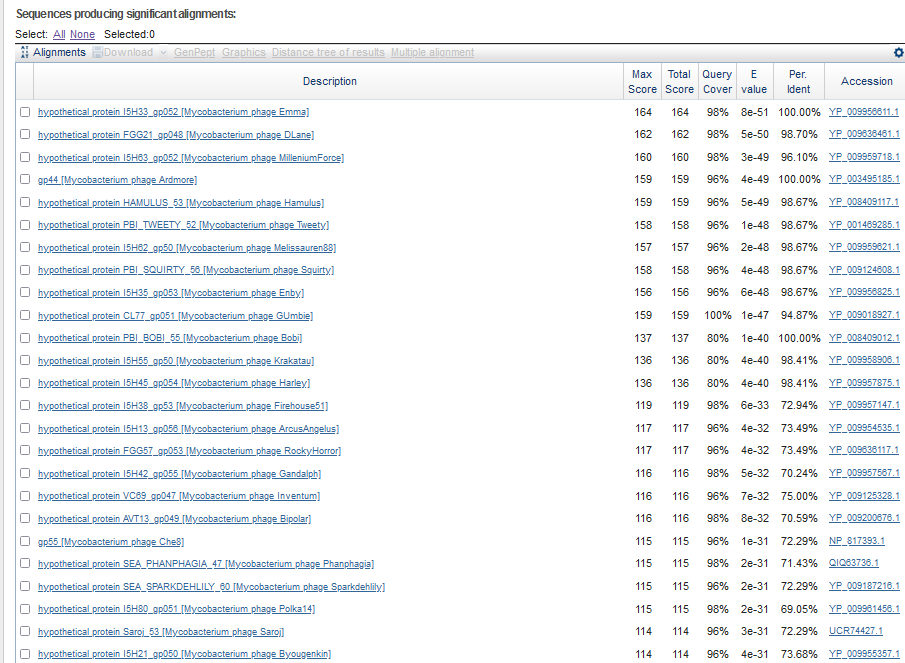 Sequences producing significant alignments:
Select: All None Selected:0
Alignments Download GenPept Graphics Distance tree of results Multiple alignment
Description Max Score Total Score Query Cover E value Per. Ident Accession
hypothetical protein I5H33_gp052 [Mycobacterium phage Emma] 164 164 98% 8e-51 100.00% YP_009956611.1
hypothetical protein FGG21_gp048 [Mycobacterium phage DLane] 162 162 98% 5e-50 98.70% YP_009636461.1
hypothetical protein I5H63_gp052 [Mycobacterium phage MilleniumForce] 160 160 98% 3e-49 96.10% YP_009959718.1
gp44 [Mycobacterium phage Ardmore] 159 159 96% 4e-49 100.00% YP_003495185.1
hypothetical protein HAMULUS_53 [Mycobacterium phage Hamulus] 159 159 96% 5e-49 98.67% YP_008409117.1
hypothetical protein PBI_TWEETY_52 [Mycobacterium phage Tweety] 158 158 96% 1e-48 98.67% YP_001469285.1
hypothetical protein I5H62_gp50 [Mycobacterium phage Melissauren88] 157 157 96% 2e-48 98.67% YP_009959621.1
hypothetical protein PBI_SQUIRTY_56 [Mycobacterium phage Squirty] 158 158 96% 4e-48 98.67% YP_009124608.1
hypothetical protein I5H35_gp053 [Mycobacterium phage Enby] 156 156 96% 6e-48 98.67% YP_009956825.1
hypothetical protein CL77_gp051 [Mycobacterium phage GUmbie] 159 159 100% 1e-47 94.87% YP_009018927.1
hypothetical protein PBI_BOBI_55 [Mycobacterium phage Bobi] 137 137 80% 1e-40 100.00% YP_008409012.1
hypothetical protein I5H55_gp50 [Mycobacterium phage Krakatau] 136 136 80% 4e-40 98.41% YP_009958906.1
hypothetical protein I5H45_gp054 [Mycobacterium phage Harley] 136 136 80% 4e-40 98.41% YP_009957875.1
hypothetical protein I5H38_gp53 [Mycobacterium phage Firehouse51] 119 119 98% 6e-33 72.94% YP_009957147.1
hypothetical protein I5H13_gp056 [Mycobacterium phage ArcusAngelus] 117 117 96% 4e-32 73.49% YP_009954535.1
hypothetical protein FGG57_gp053 [Mycobacterium phage RockyHorror] 117 117 96% 4e-32 73.49% YP_009636117.1
hypothetical protein I5H42_gp055 [Mycobacterium phage Gandalph] 116 116 98% 5e-32 70.24% YP_009957567.1
hypothetical protein VC69_gp047 [Mycobacterium phage Inventum] 116 116 96% 7e-32 75.00% YP_009125328.1
hypothetical protein AVT13_gp049 [Mycobacterium phage Bipolar] 116 116 98% 8e-32 70.59% YP_009200676.1
gp55 [Mycobacterium phage Che8] 115 115 96% 1e-31 72.29% NP_817393.1
hypothetical protein SEA_PHANPHAGIA_47 [Mycobacterium phage Phanphagia] 115 115 98% 2e-31 71.43% QIQ63736.1
hypothetical protein SEA_SPARKDEHLILY_60 [Mycobacterium phage Sparkdehlily] 115 115 96% 2e-31 72.29% YP_009187216.1
hypothetical protein I5H80_gp051 [Mycobacterium phage Polka14] 115 115 98% 2e-31 69.05% YP_009961456.1
hypothetical protein Saroj_53 [Mycobacterium phage Saroj] 114 114 96% 3e-31 72.29% UCR74427.1
hypothetical protein I5H21_gp050 [Mycobacterium phage Byougenkin] 114 114 96% 4e-31 73.68% YP_009955357.1